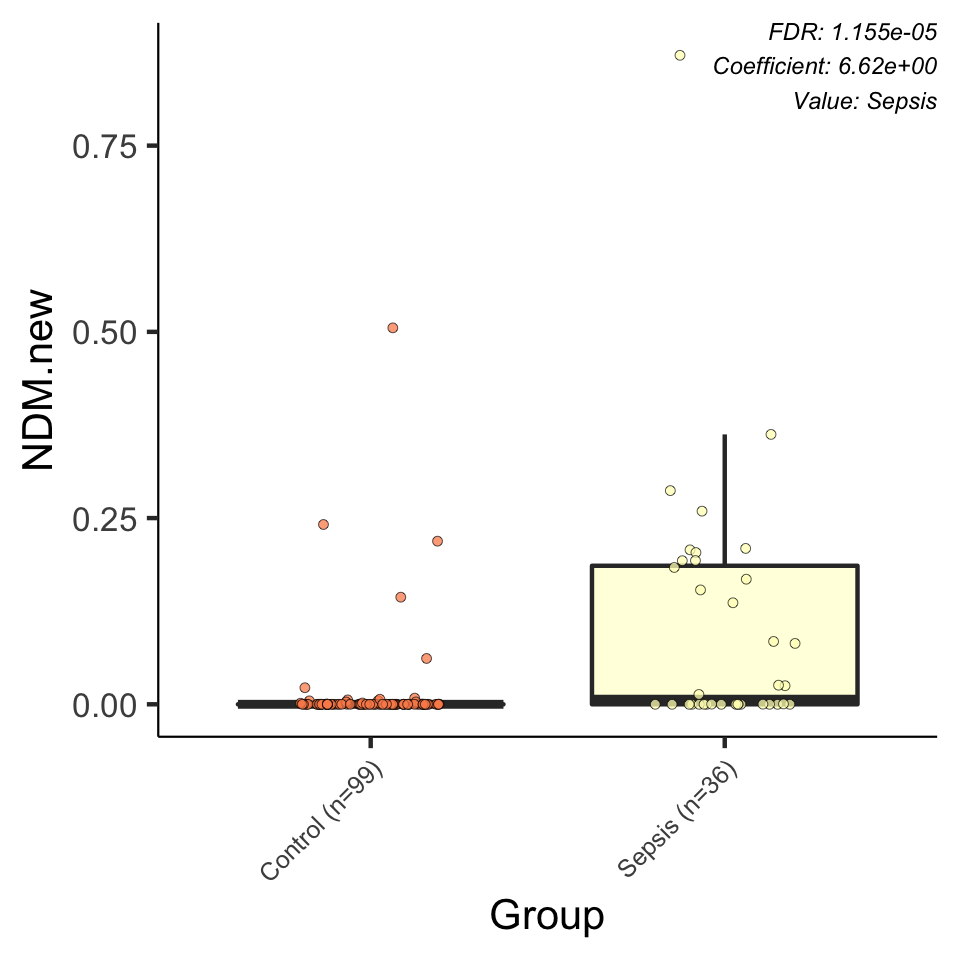 FDR: 1.155e-05
Coefficient: 6.62e+00
Value: Sepsis
0.75
0.50
0.25
0.00
NDM.new
Control (n=99)
Sepsis (n=36)
Group